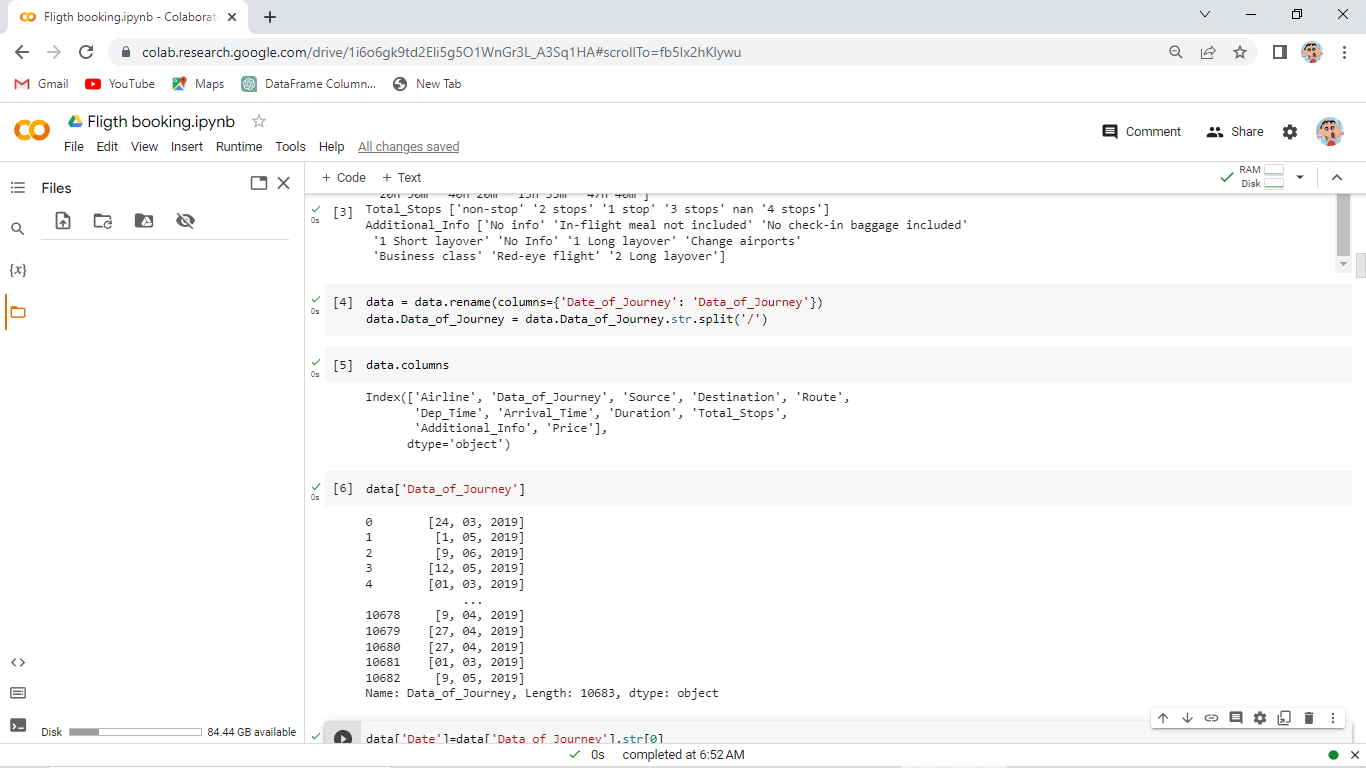 Fligth booking.ipynb - Colaborat
colab.research.google.com/drive/1i6o6gk9td2Eli5g5O1WnGr3L_A3Sq1HA#scrollTo=fb5Ix2hKlywu
Gmail YouTube Maps DataFrame Column... New Tab
Fligth booking.ipynb
File Edit View Insert Runtime Tools Help All changes saved
Comment Share
Files
+ Code + Text
RAM
Disk
20h 50m' '40h 20m' '15h 55m' '47h 40m']
[3] Total_Stops ['non-stop' '2 stops' '1 stop' '3 stops' nan '4 stops']
0s
Additional_Info ['No info' 'In-flight meal not included' 'No check-in baggage included'
'1 Short layover' 'No Info' '1 Long layover' 'Change airports'
'Business class' 'Red-eye flight' '2 Long layover']
[4] data = data.rename(columns={'Date_of_Journey': 'Data_of_Journey'})
0s
data.Data_of_Journey = data.Data_of_Journey.str.split('/')
[5] data.columns
0s
Index(['Airline', 'Data_of_Journey', 'Source', 'Destination', 'Route',
'Dep_Time', 'Arrival_Time', 'Duration', 'Total_Stops',
'Additional_Info', 'Price'],
dtype='object')
[6] data['Data_of_Journey']
0s
0 [24, 03, 2019]
1 [1, 05, 2019]
2 [9, 06, 2019]
3 [12, 05, 2019]
4 [01, 03, 2019]
...
10678 [9, 04, 2019]
10679 [27, 04, 2019]
10680 [27, 04, 2019]
10681 [01, 03, 2019]
10682 [9, 05, 2019]
Name: Data_of_Journey, Length: 10683, dtype: object
data['Date']=data['Data_of_Journey'].str[0]
Disk 84.44 GB available
0s completed at 6:52 AM